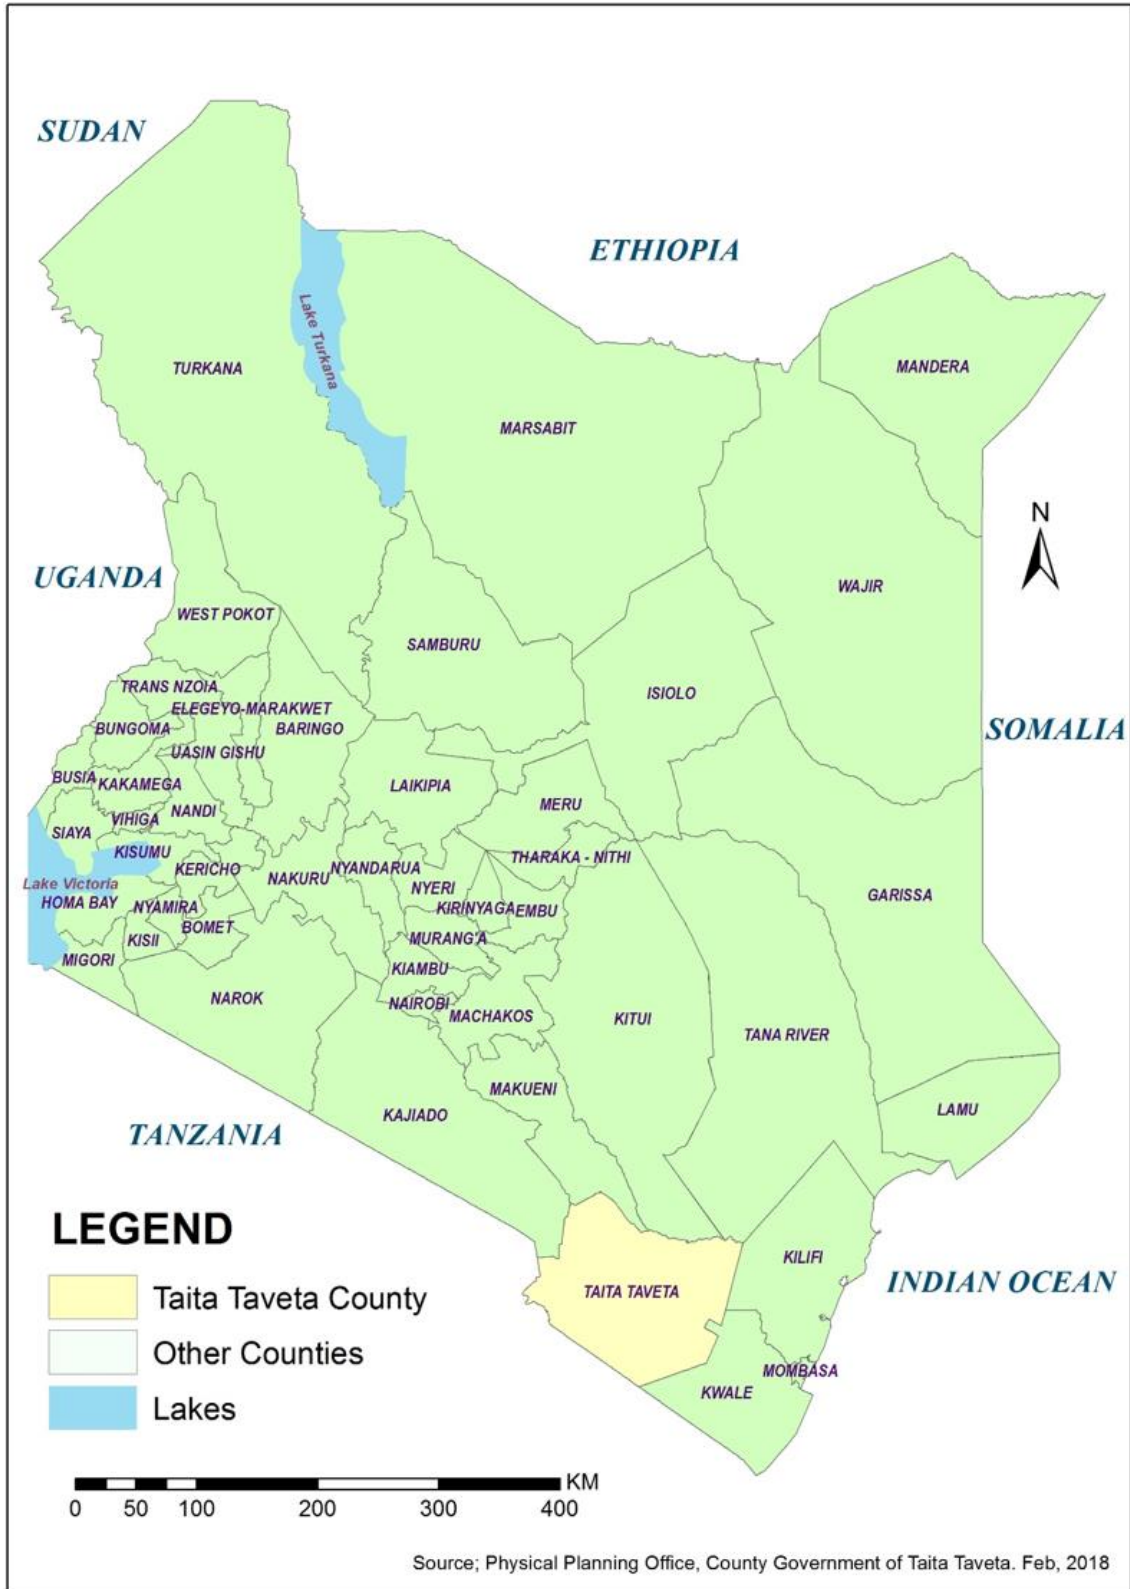 SUDAN
ETHIOPIA
Lake Turkana
TURKANA
MANDERA
MARSABIT
N
UGANDA
WAJIR
WEST POKOT
SAMBURU
TRANS NZOIA
ISIOLO
ELEGEYO-MARAKWET
BUNGOMA
BARINGO
SOMALIA
UASIN GISHU
BUSIA
KAKAMEGA
LAIKIPIA
MERU
NANDI
VIHIGA
SIAYA
KISUMU
THARAKA - NITHI
KERICHO
NYANDARUA
NAKURU
Lake Victoria
NYERI
GARISSA
HOMA BAY
NYAMIRA
KIRINYAGA
EMBU
BOMET
KISII
MURANG'A
MIGORI
KIAMBU
NAROK
NAIROBI
MACHAKOS
KITUI
TANA RIVER
MAKUENI
LAMU
KAJIADO
TANZANIA
LEGEND
KILIFI
INDIAN OCEAN
TAITA TAVETA
Taita Taveta County
Other Counties
MOMBASA
KWALE
Lakes
KM
0 50 100 200 300 400
Source; Physical Planning Office, County Government of Taita Taveta. Feb, 2018